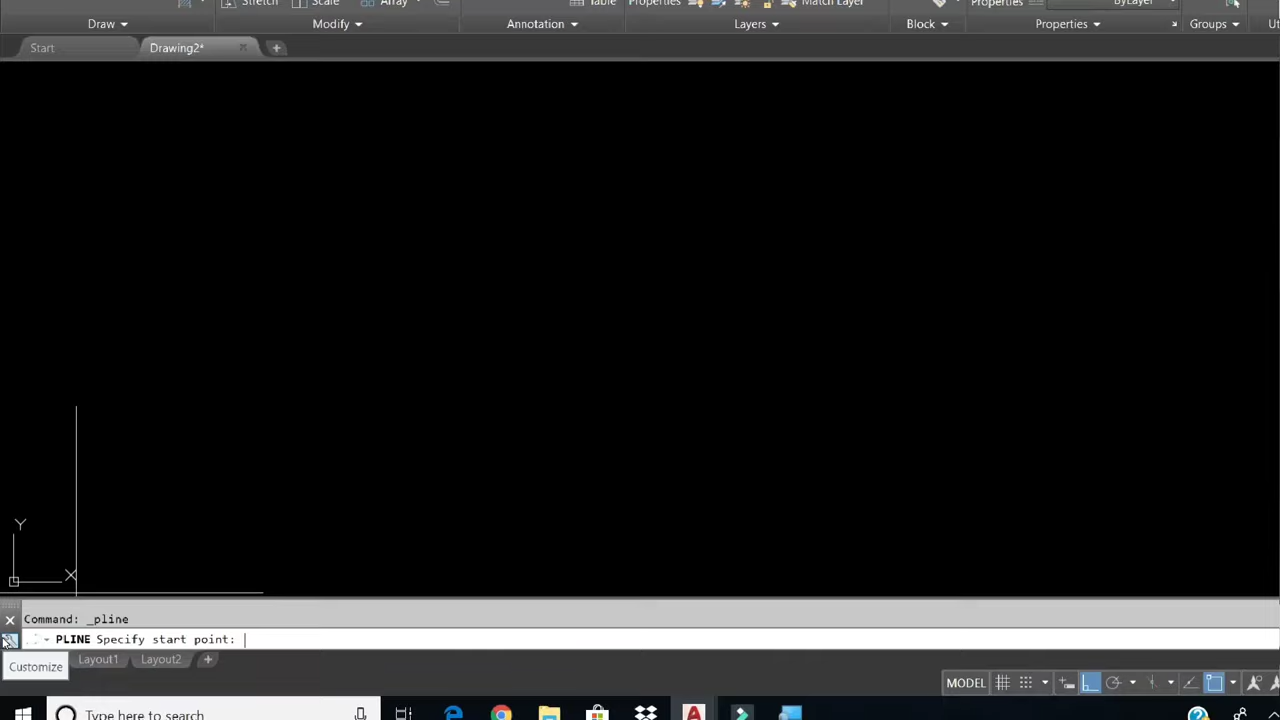 Stretch Scale Array Table Properties Match Layer Properties ByLayer
Draw Modify Annotation Layers Block Properties Groups Ut
Start Drawing2*
Y
X
Command: _pline
PLINE Specify start point:
Customize Layout1 Layout2
MODEL
Type here to search